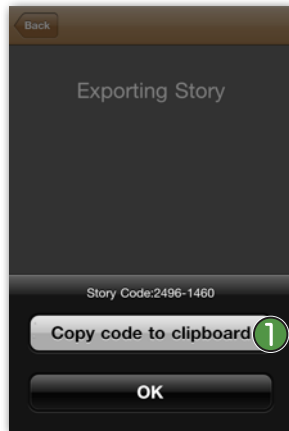 Back
Exporting Story
Story Code:2496-1460
Copy code to clipboard 1
OK